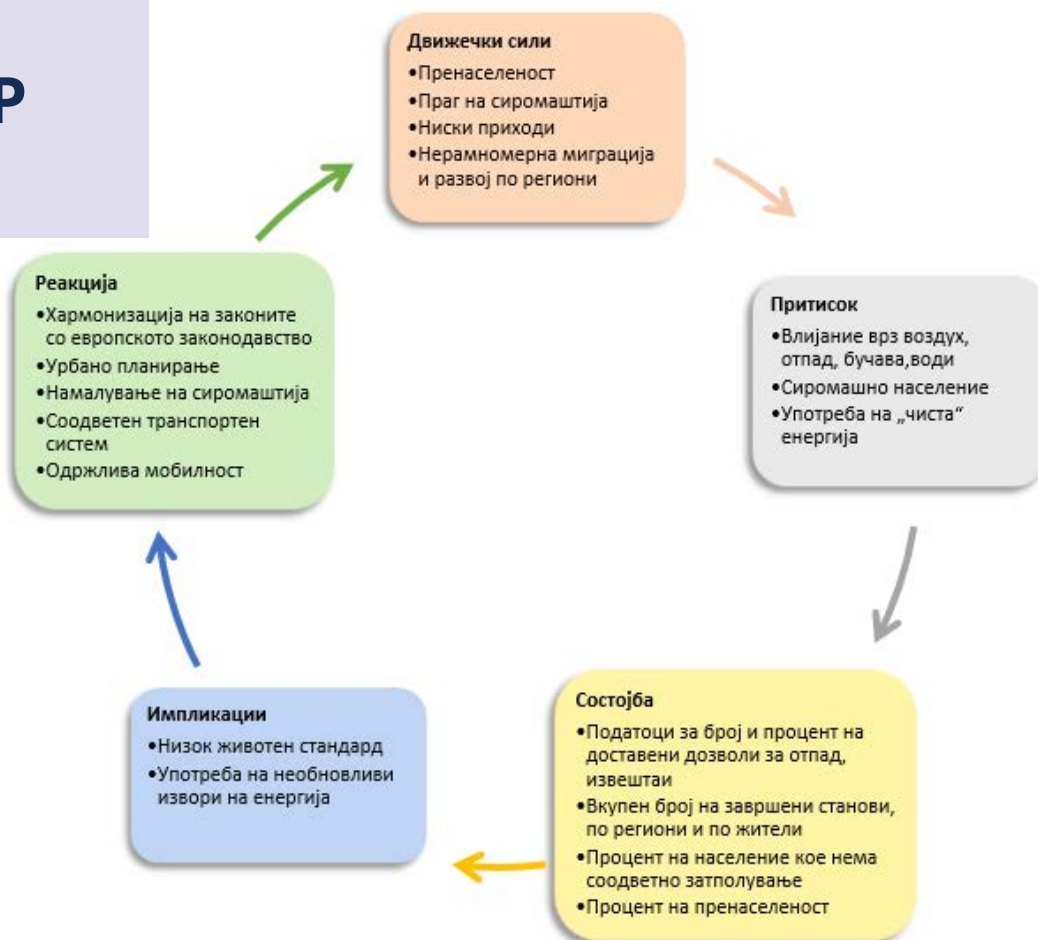 Р
Движечки сили
•Пренаселеност
•Праг на сиромаштија
•Ниски приходи
•Нерамномерна миграција
и развој по региони
Притисок
•Влијание врз воздух,
отпад, бучава,води
•Сиромашно население
•Употреба на „чиста“
енергија
Состојба
•Податоци за број и процент на
доставени дозволи за отпад,
извештаи
•Вкупен број на завршени станови,
по региони и по жители
•Процент на население кое нема
соодветно затполување
•Процент на пренаселеност
Импликации
•Низок животен стандард
•Употреба на необновливи
извори на енергија
Реакција
•Хармонизација на законите
со европското законодавство
•Урбано планирање
•Намалување на сиромаштија
•Соодветен транспортен
систем
•Одржлива мобилност